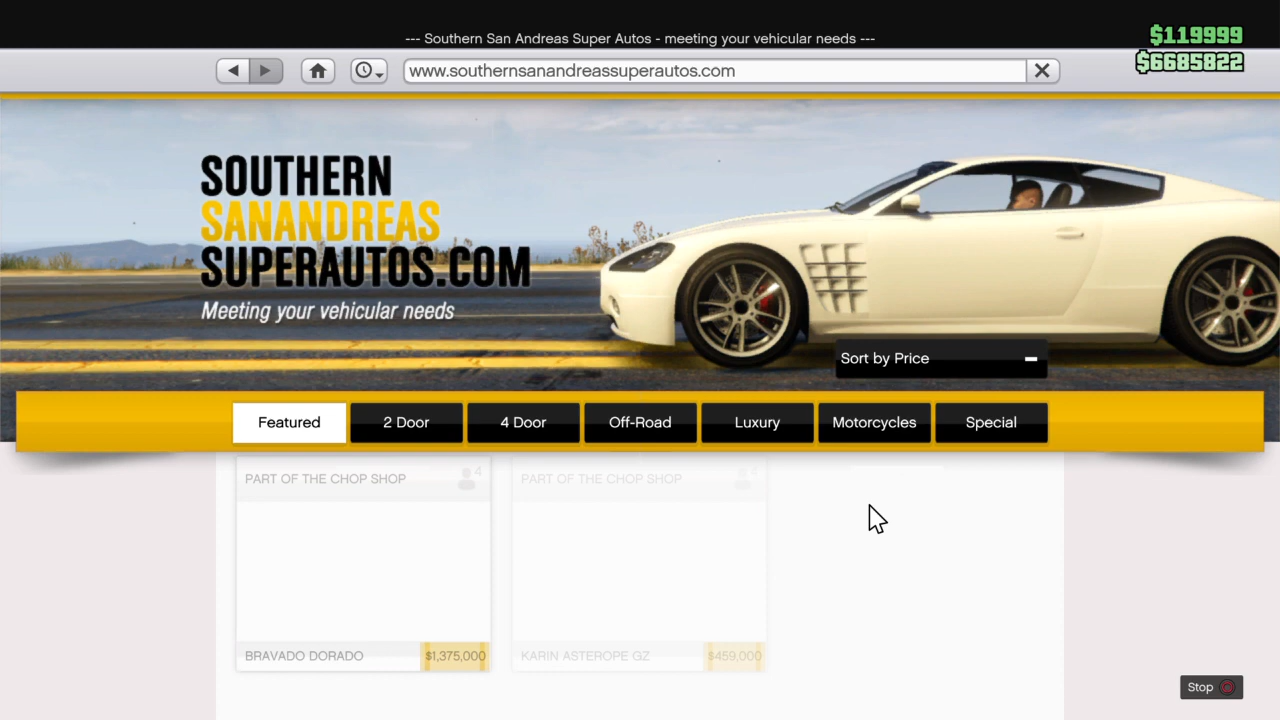 --- Southern San Andreas Super Autos - meeting your vehicular needs ---
$119999
$6685822
www.southernsanandreassuperautos.com
SOUTHERN
SANANDREAS
SUPERAUTOS.COM
Meeting your vehicular needs
Sort by Price
Featured
2 Door
4 Door
Off-Road
Luxury
Motorcycles
Special
PART OF THE CHOP SHOP
4
PART OF THE CHOP SHOP
4
BRAVADO DORADO
$1,375,000
KARIN ASTEROPE GZ
$459,000
Stop